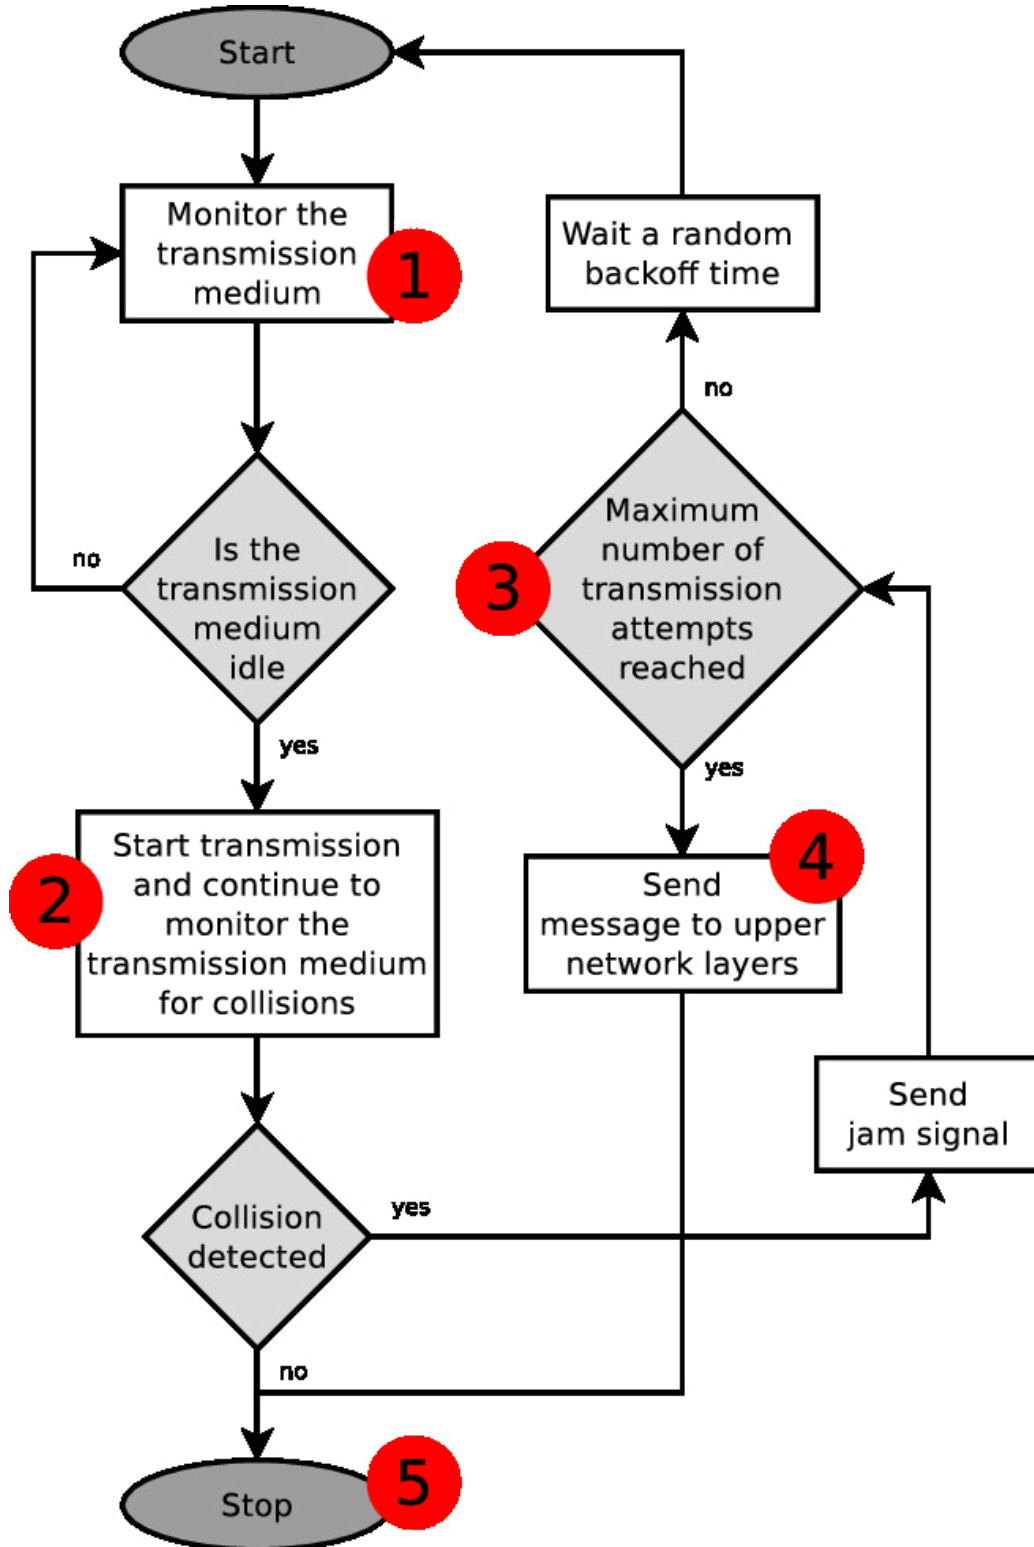 Start
Monitor the
transmission
medium
1
no
Is the
transmission
medium
idle
yes
2
Start transmission
and continue to
monitor the
transmission medium
for collisions
Collision
detected
yes
no
Stop
5
Wait a random
backoff time
no
3
Maximum
number of
transmission
attempts
reached
yes
4
Send
message to upper
network layers
Send
jam signal